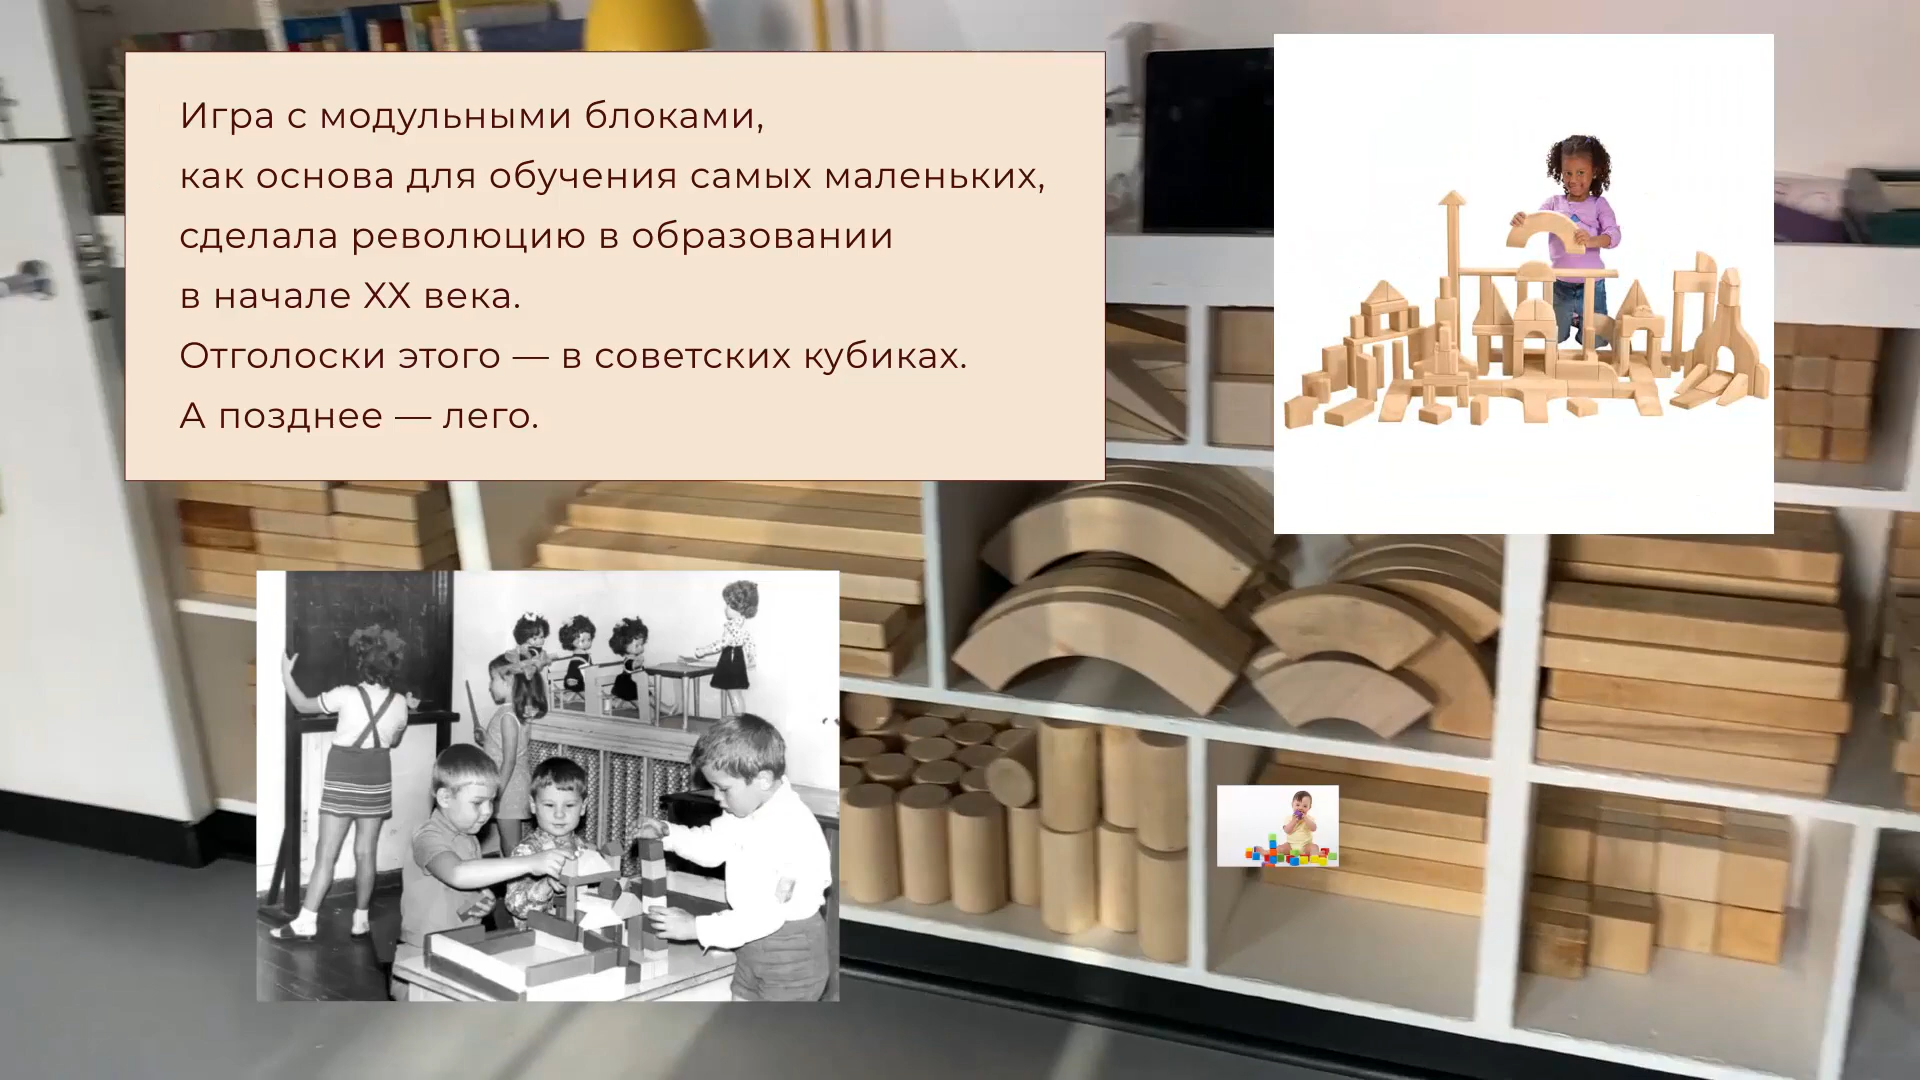 Игра с модульными блоками,
как основа для обучения самых маленьких,
сделала революцию в образовании
в начале XX века.
Отголоски этого — в советских кубиках.
А позднее — лего.